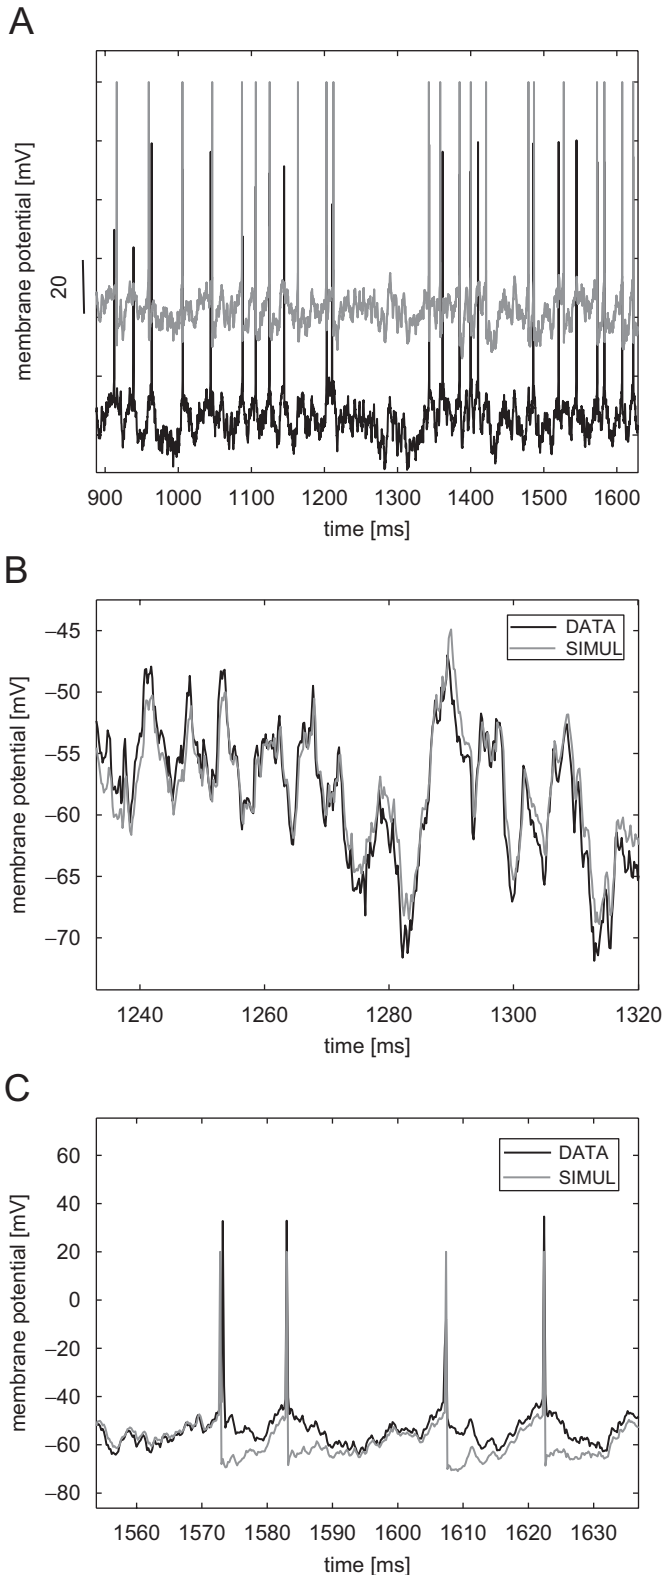 A
membrane potential [mV]
20
900 1000 1100 1200 1300 1400 1500 1600
time [ms]
B
membrane potential [mV]
–45
–50
–55
–60
–65
–70
DATA
SIMUL
1240 1260 1280 1300 1320
time [ms]
C
membrane potential [mV]
60
40
20
0
–20
–40
–60
–80
DATA
SIMUL
1560 1570 1580 1590 1600 1610 1620 1630
time [ms]